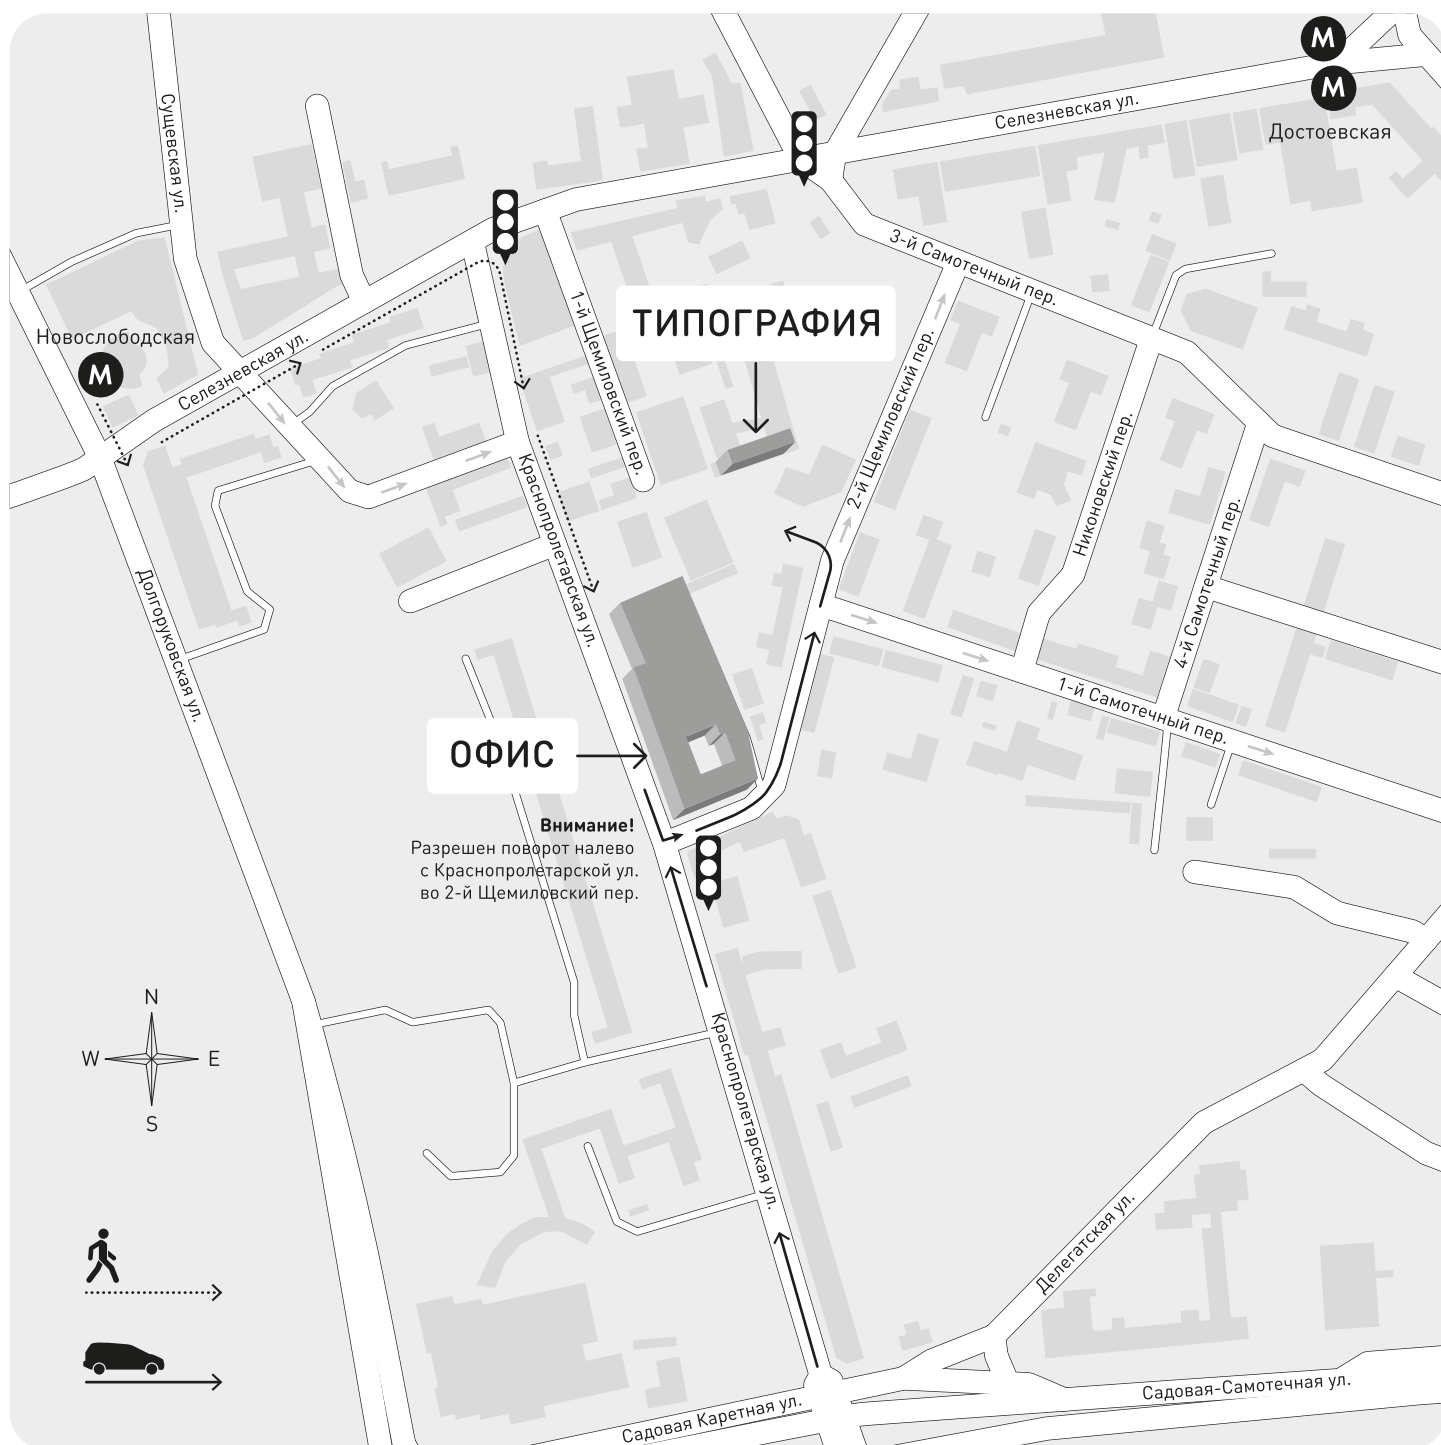 М
М
Достоевская
Селезневская ул.
Сущевская ул.
3-й Самотечный пер.
1-й Щемиловский пер.
ТИПОГРАФИЯ
Новослободская
М
Селезневская ул.
2-й Щемиловский пер.
Никоновский пер.
Краснопролетарская ул.
4-й Самотечный пер.
Долгоруковская ул.
1-й Самотечный пер.
ОФИС
Внимание!
Разрешен поворот налево
с Краснопролетарской ул.
во 2-й Щемиловский пер.
N
W
E
S
Краснопролетарская ул.
Делегатская ул.
Садовая-Самотечная ул.
Садовая Каретная ул.